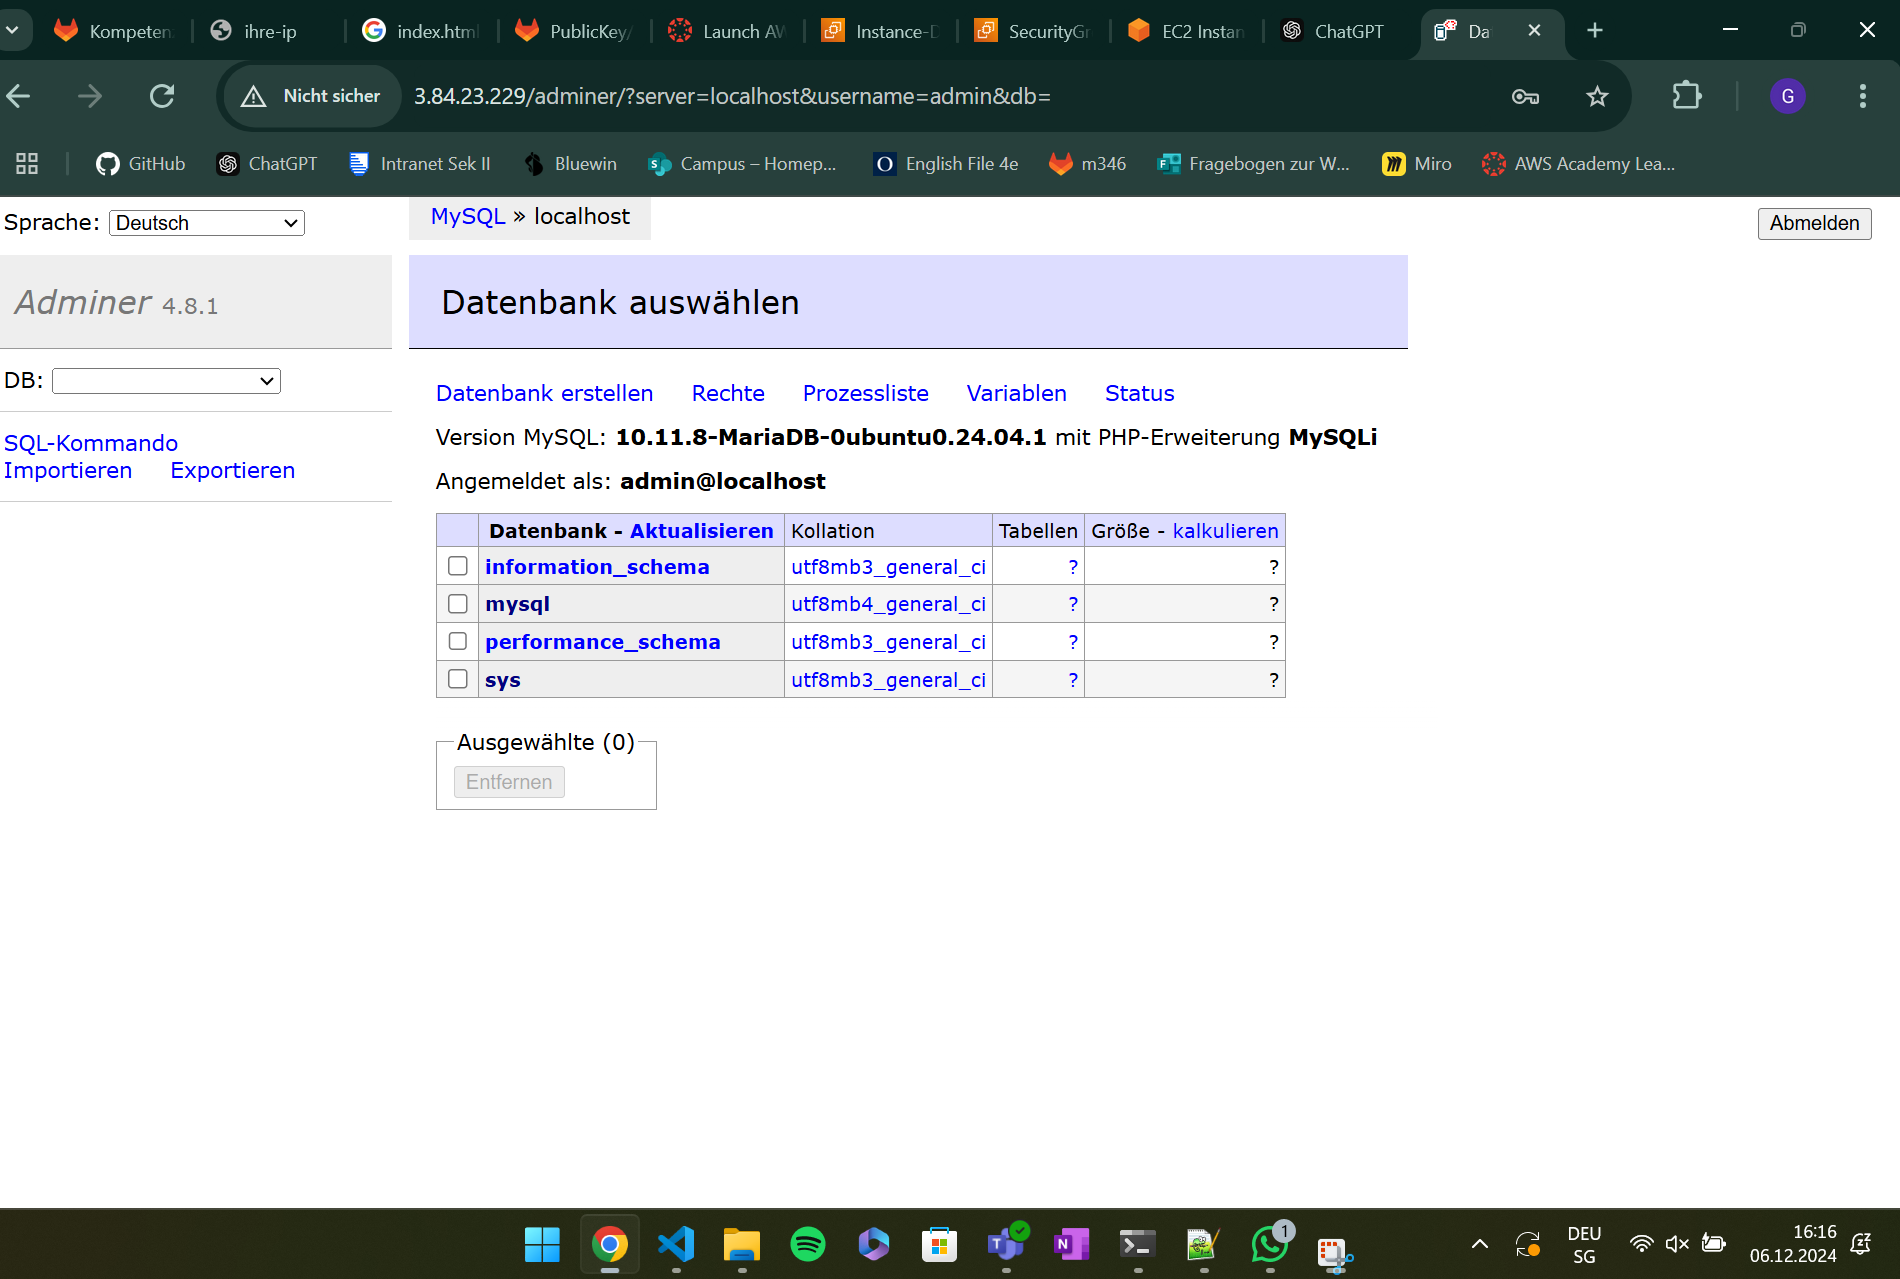 Kompeten
ihre-ip
index.html
PublicKey/
Launch AW
Instance-D
SecurityGr
EC2 Instan
ChatGPT
Da
Nicht sicher
3.84.23.229/adminer/?server=localhost&username=admin&db=
G
GitHub
ChatGPT
Intranet Sek II
Bluewin
Campus – Homep...
English File 4e
m346
Fragebogen zur W...
Miro
AWS Academy Lea...
Sprache: Deutsch
MySQL » localhost
Abmelden
Adminer 4.8.1
Datenbank auswählen
DB:
Datenbank erstellen Rechte Prozessliste Variablen Status
SQL-Kommando
Importieren Exportieren
Version MySQL: 10.11.8-MariaDB-0ubuntu0.24.04.1 mit PHP-Erweiterung MySQLi
Angemeldet als: admin@localhost
Datenbank - Aktualisieren Kollation Tabellen Größe - kalkulieren
information_schema utf8mb3_general_ci ? ?
mysql utf8mb4_general_ci ? ?
performance_schema utf8mb3_general_ci ? ?
sys utf8mb3_general_ci ? ?
Ausgewählte (0)
Entfernen
1
DEU
SG
16:16
06.12.2024